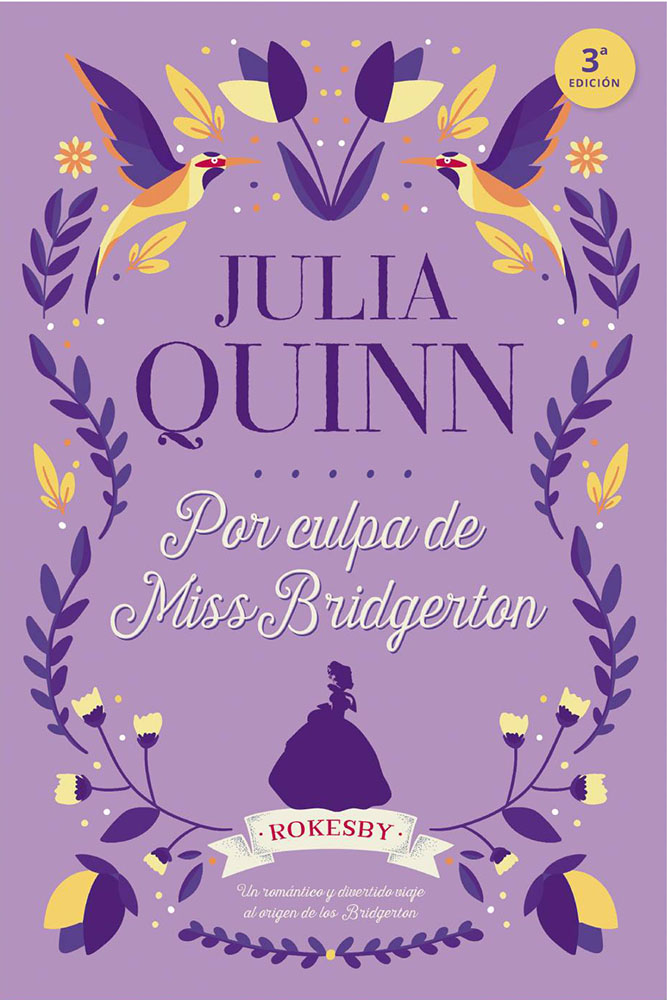 3ª
EDICIÓN
JULIA
QUINN
Por culpa de
Miss Bridgerton
· ROKESBY ·
Un romántico y divertido viaje
al origen de los Bridgerton